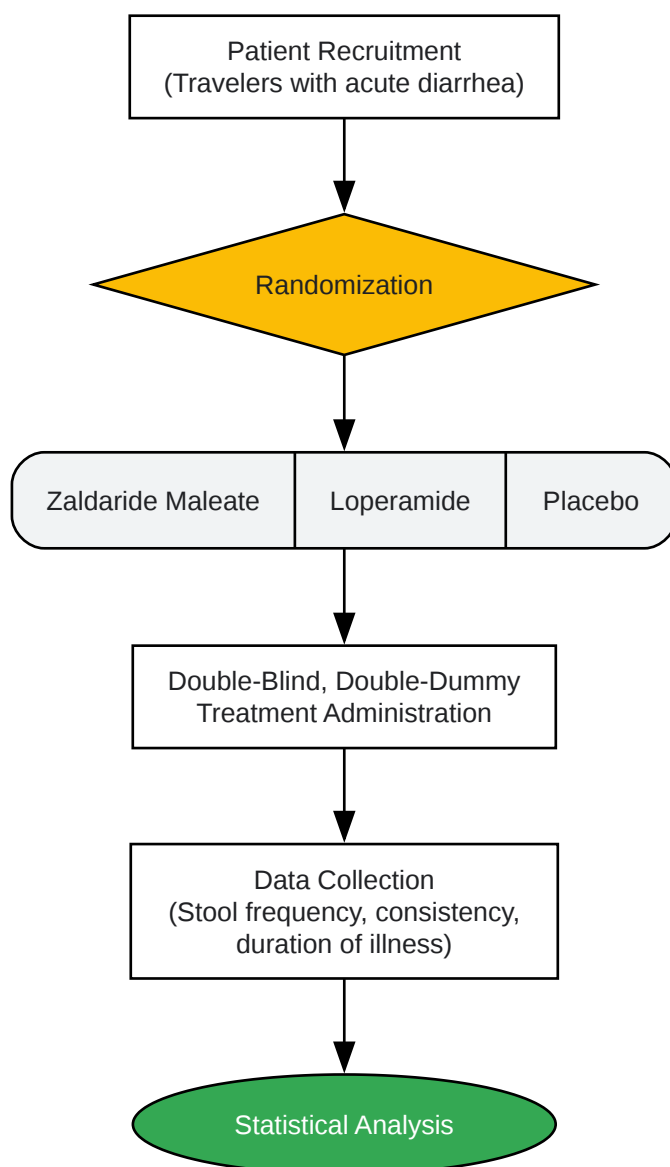 Patient Recruitment
(Travelers with acute diarrhea)
Randomization
Zaldaride Maleate
Loperamide
Placebo
Double-Blind, Double-Dummy
Treatment Administration
Data Collection
(Stool frequency, consistency,
duration of illness)
Statistical Analysis